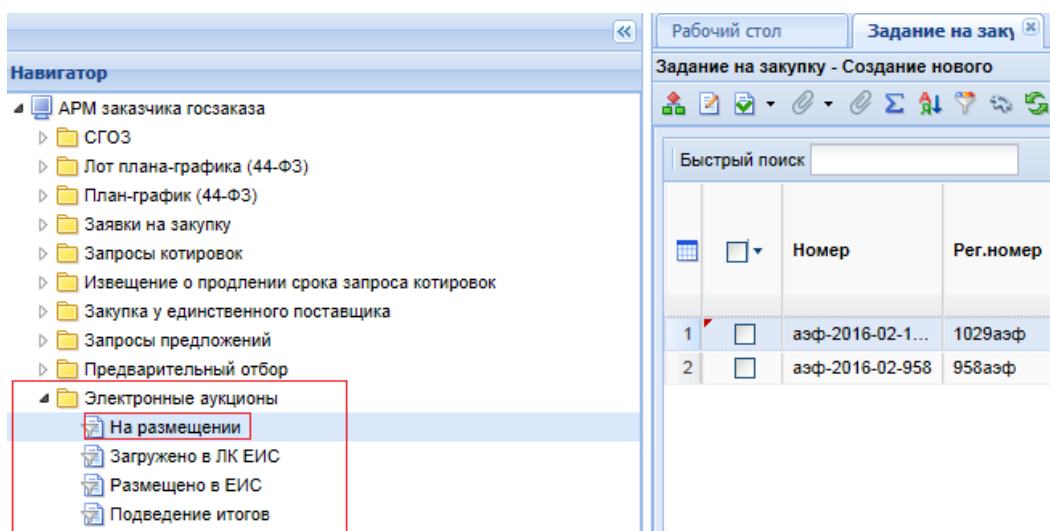 Навигатор
АРМ заказчика госзаказа
СГОЗ
Лот плана-графика (44-ФЗ)
План-график (44-ФЗ)
Заявки на закупку
Запросы котировок
Извещение о продлении срока запроса котировок
Закупка у единственного поставщика
Запросы предложений
Предварительный отбор
Электронные аукционы
На размещении
Загружено в ЛК ЕИС
Размещено в ЕИС
Подведение итогов
Рабочий стол Задание на заку
Задание на закупку - Создание нового
Быстрый поиск
Номер Рег.номер
1 аэф-2016-02-1... 1029аэф
2 аэф-2016-02-958 958аэф